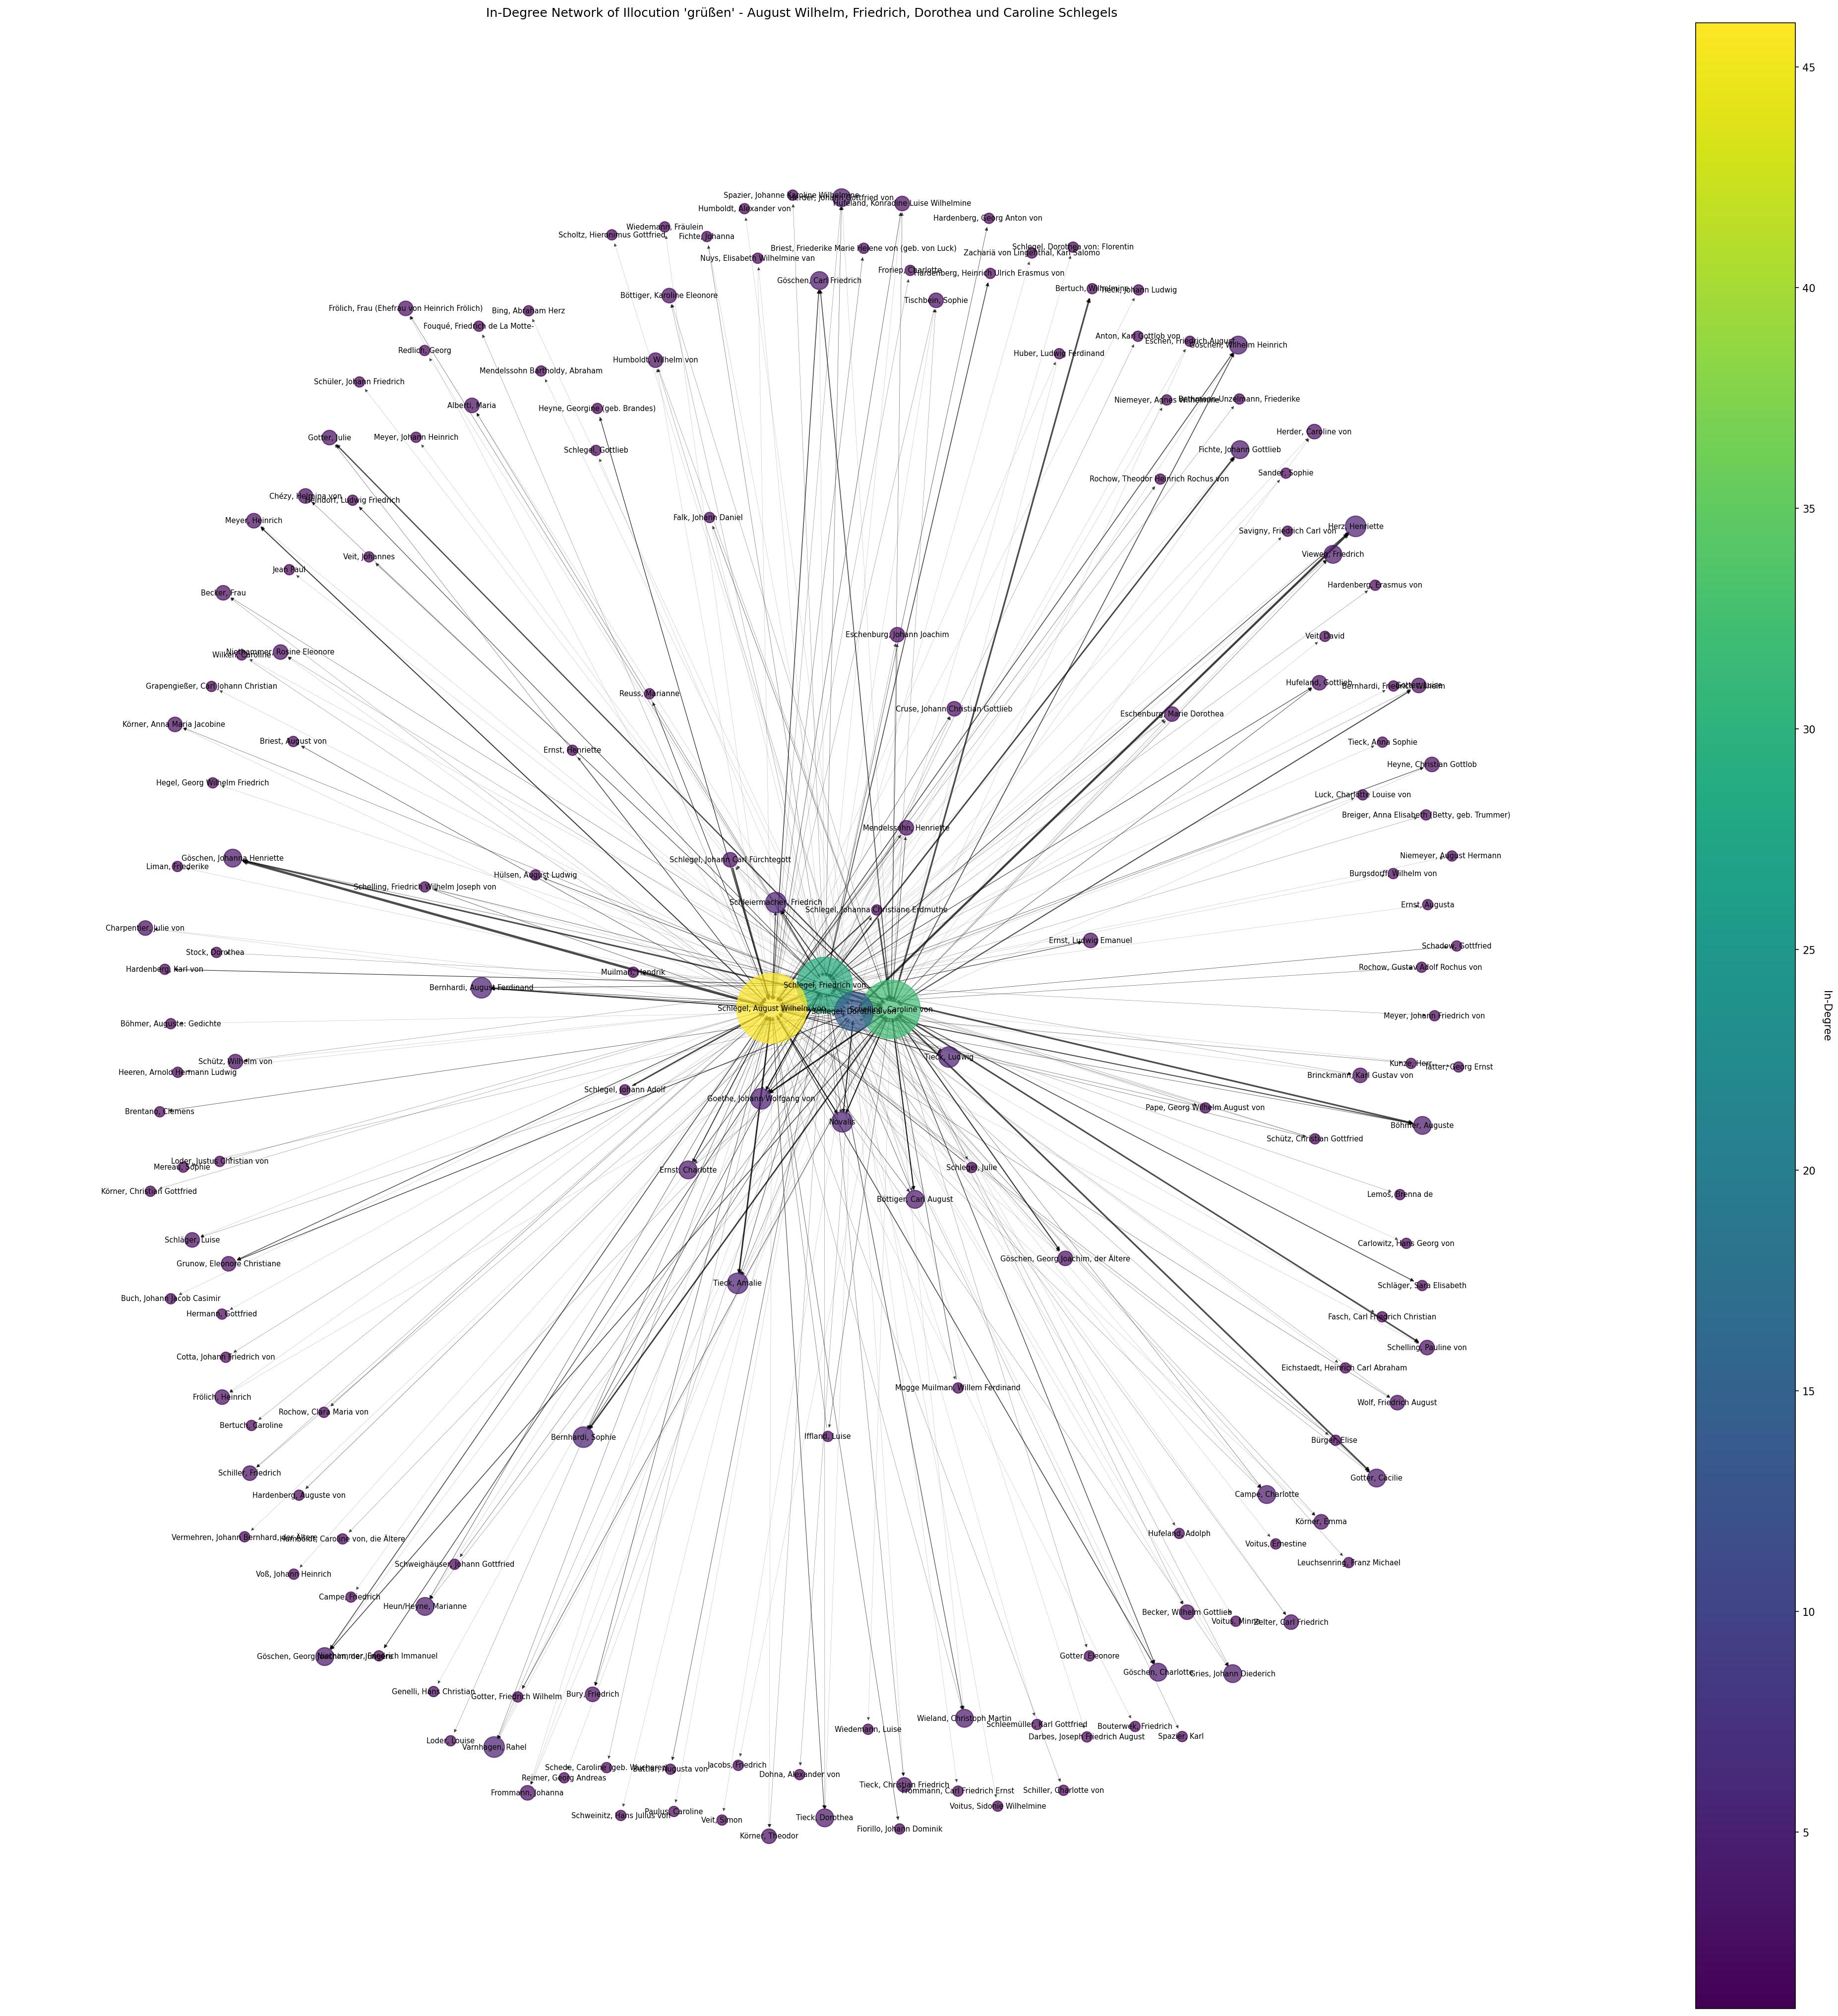 In-Degree Network of Illocution 'grüßen' - August Wilhelm, Friedrich, Dorothea und Caroline Schlegels
45
40
35
30
25
20
15
10
5
In-Degree
Spazier, Johanne Karoline Wilhelmine
Herder, Johann Gottfried von
Hufeland, Konradine Luise Wilhelmine
Humboldt, Alexander von
Hardenberg, Georg Anton von
Wiedemann, Fräulein
Scholtz, Hieronimus Gottfried
Fichte, Johanna
Briest, Friederike Marie Helene von (geb. von Luck)
Schlegel, Dorothea von: Florentin
Zachariä von Lingenthal, Karl Salomo
Nuys, Elisabeth Wilhelmine van
Froriep, Charlotte
Hardenberg, Heinrich Ulrich Erasmus von
Göschen, Carl Friedrich
Bertuch, Wilhelmine
Tieck, Johann Ludwig
Böttiger, Karoline Eleonore
Tischbein, Sophie
Frölich, Frau (Ehefrau von Heinrich Frölich)
Bing, Abraham Herz
Fouqué, Friedrich de La Motte-
Anton, Karl Gottlob von
Eschen, Friedrich August
Göschen, Wilhelm Heinrich
Redlich, Georg
Huber, Ludwig Ferdinand
Humboldt, Wilhelm von
Mendelssohn Bartholdy, Abraham
Schüler, Johann Friedrich
Niemeyer, Agnes Wilhelmine
Bethmann-Unzelmann, Friederike
Alberti, Maria
Heyne, Georgine (geb. Brandes)
Herder, Caroline von
Gotter, Julie
Meyer, Johann Heinrich
Schlegel, Gottlieb
Fichte, Johann Gottlieb
Sander, Sophie
Rochow, Theodor Heinrich Rochus von
Chézy, Helmina von
Heindorf, Ludwig Friedrich
Meyer, Heinrich
Falk, Johann Daniel
Herz, Henriette
Savigny, Friedrich Carl von
Veit, Johannes
Vieweg, Friedrich
Jean Paul
Hardenberg, Erasmus von
Becker, Frau
Eschenburg, Johann Joachim
Veit, David
Niethammer, Rosine Eleonore
Wilken, Caroline
Hufeland, Gottlieb
Bernhardi, Friedrich Wilhelm
Gotter, Luise
Grapengießer, Carl Johann Christian
Reuss, Marianne
Cruse, Johann Christian Gottlieb
Eschenburg, Marie Dorothea
Körner, Anna Maria Jacobine
Briest, August von
Ernst, Henriette
Tieck, Anna Sophie
Heyne, Christian Gottlob
Hegel, Georg Wilhelm Friedrich
Luck, Charlotte Louise von
Breiger, Anna Elisabeth (Betty, geb. Trummer)
Mendelssohn, Henriette
Göschen, Johanna Henriette
Schlegel, Johann Carl Fürchtegott
Niemeyer, August Hermann
Liman, Friederike
Hülsen, August Ludwig
Burgsdorff, Wilhelm von
Schelling, Friedrich Wilhelm Joseph von
Schleiermacher, Friedrich
Schlegel, Johanna Christiane Erdmuthe
Ernst, Augusta
Charpentier, Julie von
Ernst, Ludwig Emanuel
Schadow, Gottfried
Stock, Dorothea
Hardenberg, Karl von
Muilman, Hendrik
Rochow, Gustav Adolf Rochus von
Bernhardi, August Ferdinand
Schlegel, Friedrich von
Schlegel, August Wilhelm von
Schlegel, Dorothea von
Schelling, Caroline von
Böhmer, Auguste: Gedichte
Meyer, Johann Friedrich von
Schütz, Wilhelm von
Tieck, Ludwig
Kunze, Herr
Tatter, Georg Ernst
Heeren, Arnold Hermann Ludwig
Brinckmann, Karl Gustav von
Schlegel, Johann Adolf
Goethe, Johann Wolfgang von
Brentano, Clemens
Pape, Georg Wilhelm August von
Novalis
Böhmer, Auguste
Schütz, Christian Gottfried
Loder, Justus Christian von
Mereau, Sophie
Ernst, Charlotte
Schlegel, Julie
Körner, Christian Gottfried
Böttiger, Carl August
Lemos, Brenna de
Schläger, Luise
Carlowitz, Hans Georg von
Grunow, Eleonore Christiane
Göschen, Georg Joachim, der Ältere
Tieck, Amalie
Schläger, Sara Elisabeth
Buch, Johann Jacob Casimir
Hermann, Gottfried
Fasch, Carl Friedrich Christian
Schelling, Pauline von
Cotta, Johann Friedrich von
Eichstaedt, Heinrich Carl Abraham
Mogge Muilman, Willem Ferdinand
Frölich, Heinrich
Wolf, Friedrich August
Rochow, Clara Maria von
Bertuch, Caroline
Bernhardi, Sophie
Iffland, Luise
Bürger, Elise
Schiller, Friedrich
Gotter, Cäcilie
Hardenberg, Auguste von
Campe, Charlotte
Körner, Emma
Vermehren, Johann Bernhard, der Ältere
Humboldt, Caroline von, die Ältere
Hufeland, Adolph
Voitus, Ernestine
Schweighäuser, Johann Gottfried
Leuchsenring, Franz Michael
Voß, Johann Heinrich
Campe, Friedrich
Heun/Heyne, Marianne
Becker, Wilhelm Gottlieb
Voitus, Minna
Zelter, Carl Friedrich
Göschen, Georg Joachim, der Jüngere
Niethammer, Friedrich Immanuel
Gotter, Eleonore
Göschen, Charlotte
Gries, Johann Diederich
Genelli, Hans Christian
Gotter, Friedrich Wilhelm
Bury, Friedrich
Wieland, Christoph Martin
Schleemüller, Karl Gottfried
Bouterwek, Friedrich
Wiedemann, Luise
Darbes, Joseph Friedrich August
Spazier, Karl
Loder, Louise
Varnhagen, Rahel
Schede, Caroline (geb. Wucherer)
Buttlar, Augusta von
Jacobs, Friedrich
Reimer, Georg Andreas
Dohna, Alexander von
Tieck, Christian Friedrich
Frommann, Carl Friedrich Ernst
Schiller, Charlotte von
Frommann, Johanna
Voitus, Sidonie Wilhelmine
Schweinitz, Hans Julius von
Paulus, Caroline
Veit, Simon
Tieck, Dorothea
Fiorillo, Johann Dominik
Körner, Theodor